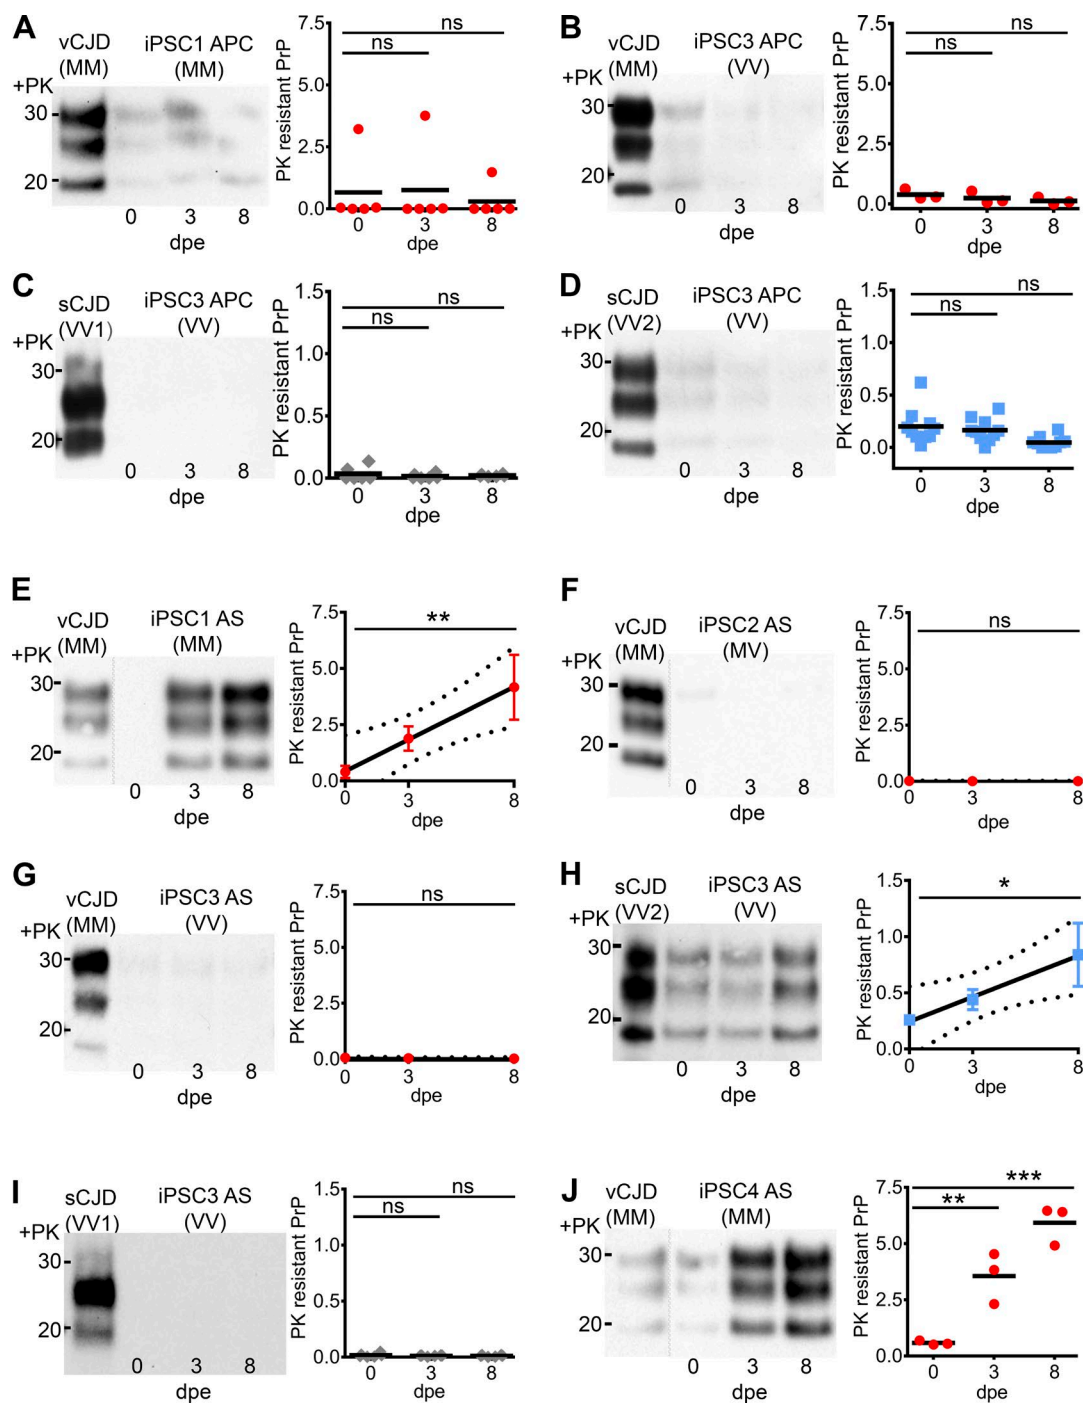 A
vCJD
(MM)
iPSC1 APC
(MM)
+PK
30
20
0 3 8
dpe
PK resistant PrP
7.5
5.0
2.5
0.0
ns
ns
0 3 8
dpe
B
vCJD
(MM)
iPSC3 APC
(VV)
+PK
30
20
0 3 8
dpe
PK resistant PrP
7.5
5.0
2.5
0.0
ns
ns
0 3 8
dpe
C
sCJD
(VV1)
iPSC3 APC
(VV)
+PK
30
20
0 3 8
dpe
PK resistant PrP
1.5
1.0
0.5
0.0
ns
ns
0 3 8
dpe
D
sCJD
(VV2)
iPSC3 APC
(VV)
+PK
30
20
0 3 8
dpe
PK resistant PrP
1.5
1.0
0.5
0.0
ns
ns
0 3 8
dpe
E
vCJD
(MM)
iPSC1 AS
(MM)
+PK
30
20
0 3 8
dpe
PK resistant PrP
7.5
5.0
2.5
0.0
**
0 3 8
dpe
F
vCJD
(MM)
iPSC2 AS
(MV)
+PK
30
20
0 3 8
dpe
PK resistant PrP
7.5
5.0
2.5
0.0
ns
0 3 8
dpe
G
vCJD
(MM)
iPSC3 AS
(VV)
+PK
30
20
0 3 8
dpe
PK resistant PrP
7.5
5.0
2.5
0.0
ns
0 3 8
dpe
H
sCJD
(VV2)
iPSC3 AS
(VV)
+PK
30
20
0 3 8
dpe
PK resistant PrP
1.5
1.0
0.5
0.0
*
0 3 8
dpe
I
sCJD
(VV1)
iPSC3 AS
(VV)
+PK
30
20
0 3 8
dpe
PK resistant PrP
1.5
1.0
0.5
0.0
ns
ns
0 3 8
dpe
J
vCJD
(MM)
iPSC4 AS
(MM)
+PK
30
20
0 3 8
dpe
PK resistant PrP
7.5
5.0
2.5
0.0
***
**
0 3 8
dpe